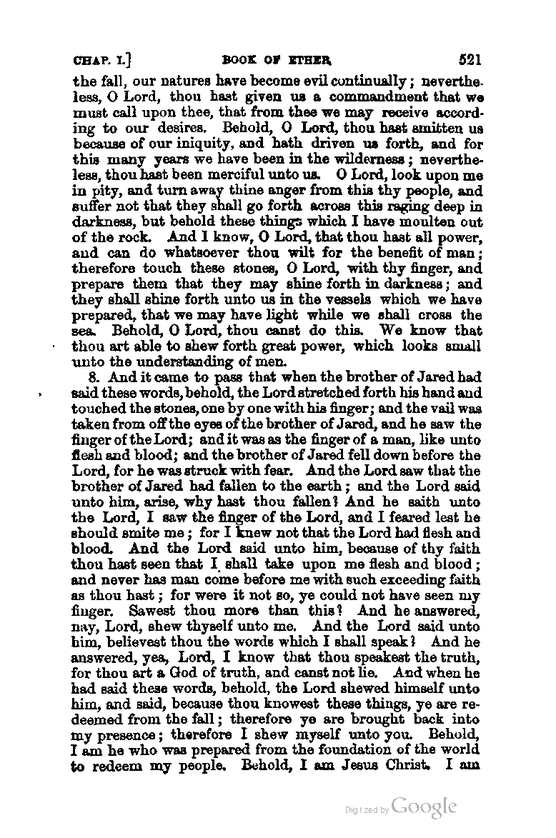 CHAP. I.] BOOK OF ETHER, 521
the fall, our natures have become evil continually; neverthe-
less, O Lord, thou hast given us a commandment that we
must call upon thee, that from thee we may receive accord-
ing to our desires. Behold, O Lord, thou hast smitten us
because of our iniquity, and hath driven us forth, and for
this many years we have been in the wilderness; neverthe-
less, thou hast been merciful unto us. O Lord, look upon me
in pity, and turn away thine anger from this thy people, and
suffer not that they shall go forth across this raging deep in
darkness, but behold these things which I have moulten out
of the rock. And I know, O Lord, that thou hast all power,
and can do whatsoever thou wilt for the benefit of man;
therefore touch these stones, O Lord, with thy finger, and
prepare them that they may shine forth in darkness; and
they shall shine forth unto us in the vessels which we have
prepared, that we may have light while we shall cross the
sea. Behold, O Lord, thou canst do this. We know that
thou art able to shew forth great power, which looks small
unto the understanding of men.
8. And it came to pass that when the brother of Jared had
said these words, behold, the Lord stretched forth his hand and
touched the stones, one by one with his finger; and the vail was
taken from off the eyes of the brother of Jared, and he saw the
finger of the Lord; and it was as the finger of a man, like unto
flesh and blood; and the brother of Jared fell down before the
Lord, for he was struck with fear. And the Lord saw that the
brother of Jared had fallen to the earth; and the Lord said
unto him, arise, why hast thou fallen? And he saith unto
the Lord, I saw the finger of the Lord, and I feared lest he
should smite me; for I knew not that the Lord had flesh and
blood. And the Lord said unto him, because of thy faith
thou hast seen that I shall take upon me flesh and blood;
and never has man come before me with such exceeding faith
as thou hast; for were it not so, ye could not have seen my
finger. Sawest thou more than this? And he answered,
nay, Lord, shew thyself unto me. And the Lord said unto
him, believest thou the words which I shall speak? And he
answered, yea, Lord, I know that thou speakest the truth,
for thou art a God of truth, and canst not lie. And when he
had said these words, behold, the Lord shewed himself unto
him, and said, because thou knowest these things, ye are re-
deemed from the fall; therefore ye are brought back into
my presence; therefore I shew myself unto you. Behold,
I am he who was prepared from the foundation of the world
to redeem my people. Behold, I am Jesus Christ. I am
Digitized by Google